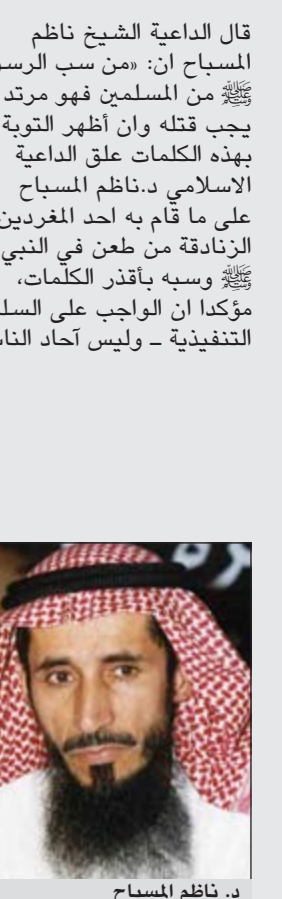 قال الداعية الشيخ ناظم
المسباح ان: «من سب الرسو
ﷺ من المسلمين فهو مرتد
يجب قتله وان أظهر التوبة
بهذه الكلمات علق الداعية
الاسلامي د.ناظم المسباح
على ما قام به احد المغردين
الزنادقة من طعن في النبي
ﷺ وسبه بأقذر الكلمات،
مؤكدا ان الواجب على السلـ
التنفيذية ــ وليس آحاد النا
د. ناظم المسباح